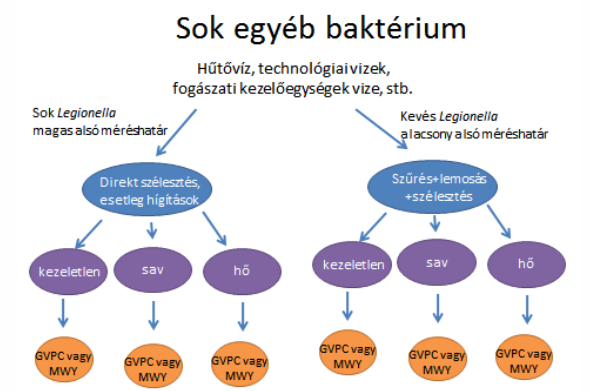 Sok egyéb baktérium
Hűtővíz, technológiai vizek,
fogászati kezelőegységek vize, stb.
Sok Legionella
magas alsó méréshatár
Kevés Legionella
alacsony alsó méréshatár
Direkt szélesztés,
esetleg hígítások
Szűrés+lemosás
+szélesztés
kezeletlen
sav
hő
kezeletlen
sav
hő
GVPC vagy
MWY
GVPC vagy
MWY
GVPC vagy
MWY
GVPC vagy
MWY
GVPC vagy
MWY
GVPC vagy
MWY